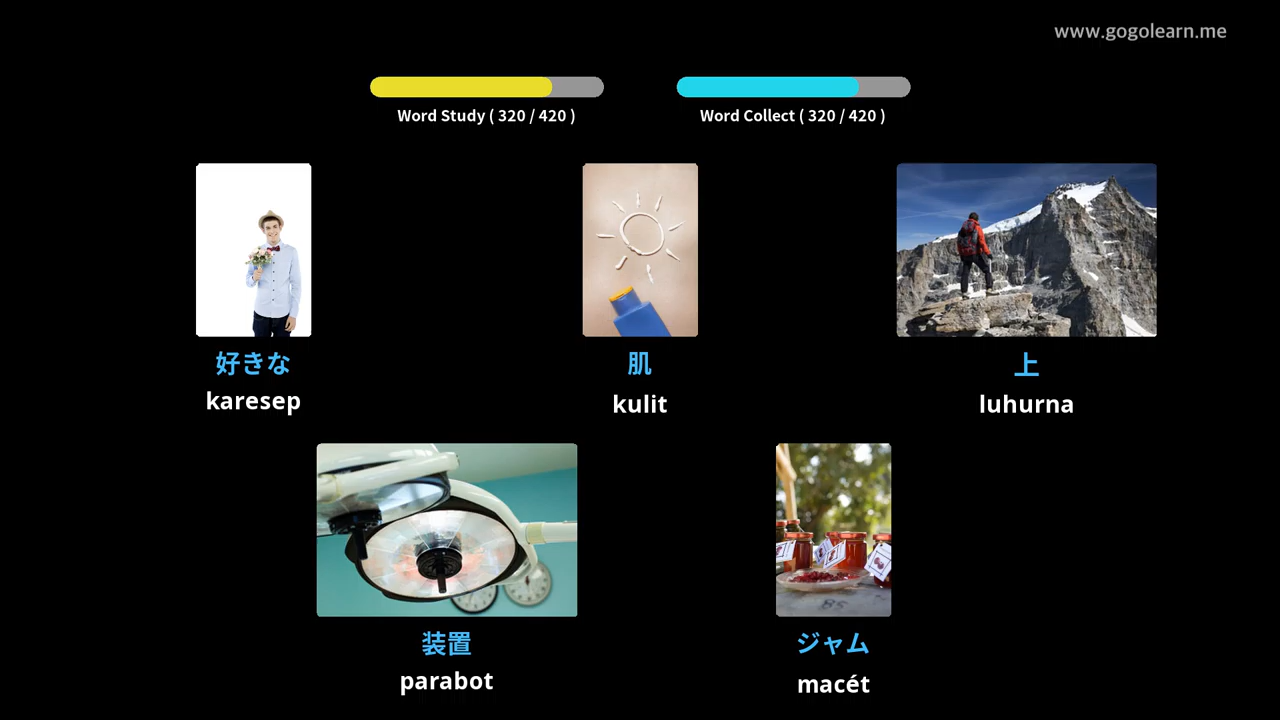 www.gogolearn.me
Word Study ( 320 / 420 )
Word Collect ( 320 / 420 )
好きな
karesep
肌
kulit
上
luhurna
装置
parabot
ジャム
macét